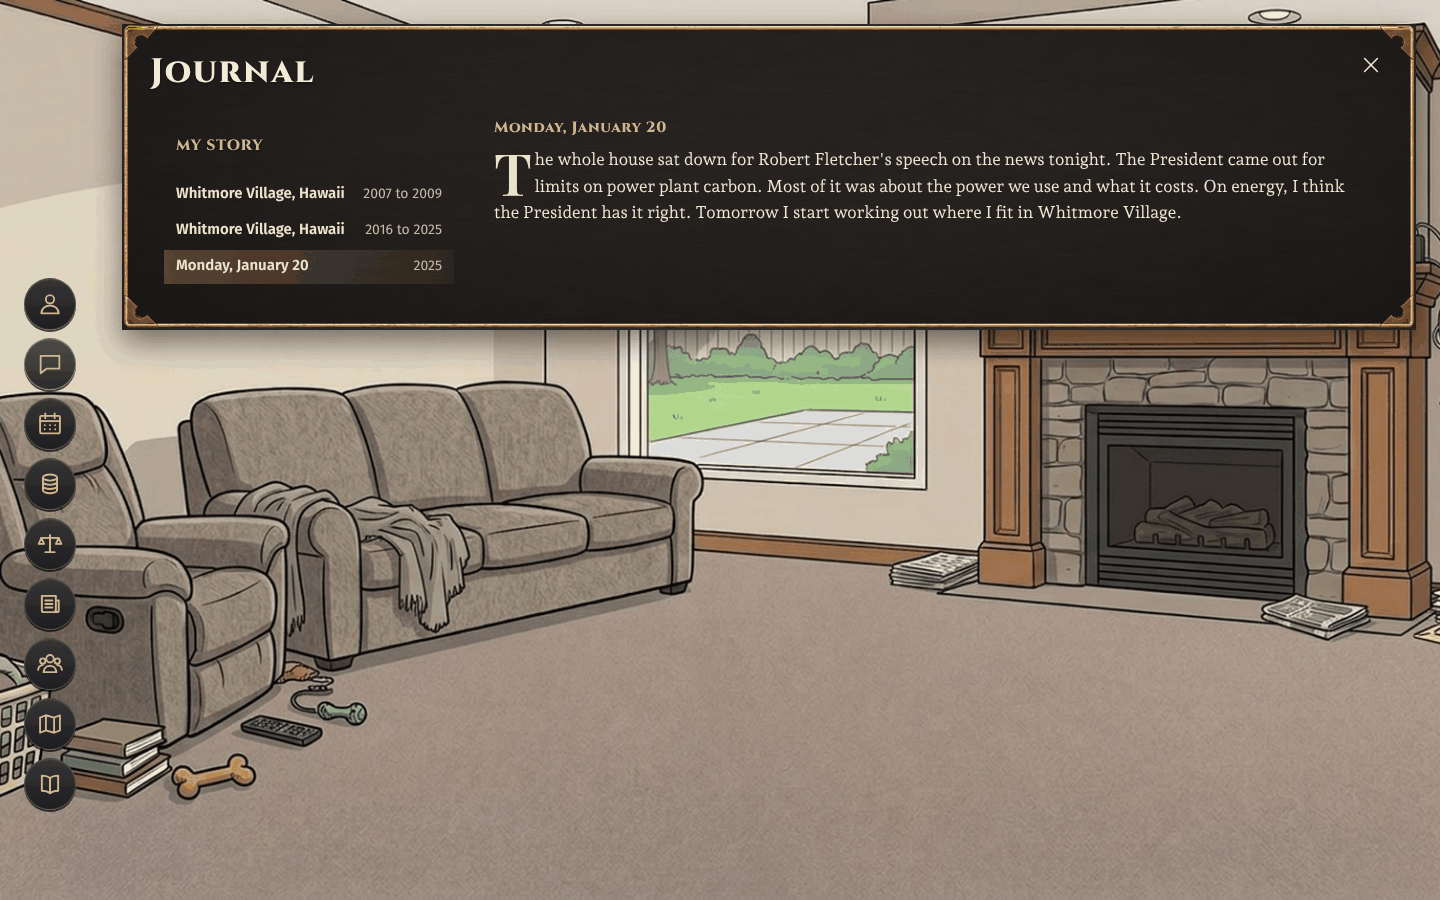 Journal
My Story
Whitmore Village, Hawaii 2007 to 2009
Whitmore Village, Hawaii 2016 to 2025
Monday, January 20 2025
Monday, January 20
The whole house sat down for Robert Fletcher's speech on the news tonight. The President came out for
limits on power plant carbon. Most of it was about the power we use and what it costs. On energy, I think
the President has it right. Tomorrow I start working out where I fit in Whitmore Village.